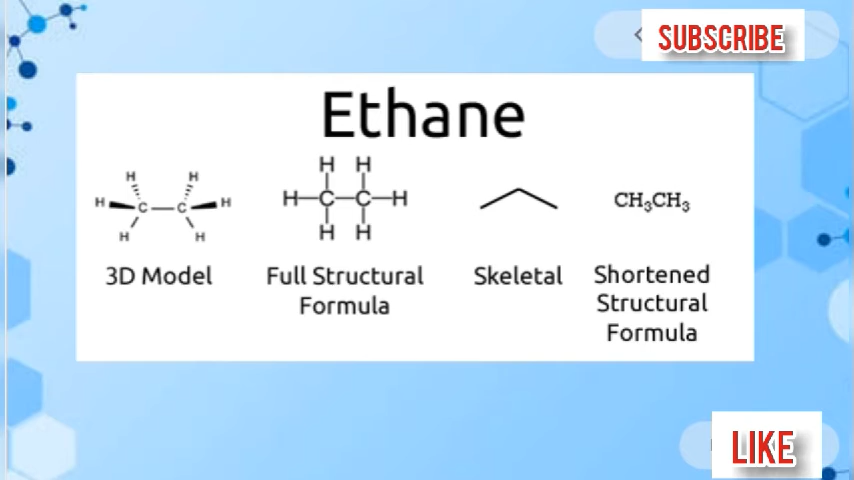 SUBSCRIBE
Ethane
H H
H C C H
H H
H H
H C C H
H H
CH₃CH₃
3D Model
Full Structural
Formula
Skeletal
Shortened
Structural
Formula
LIKE